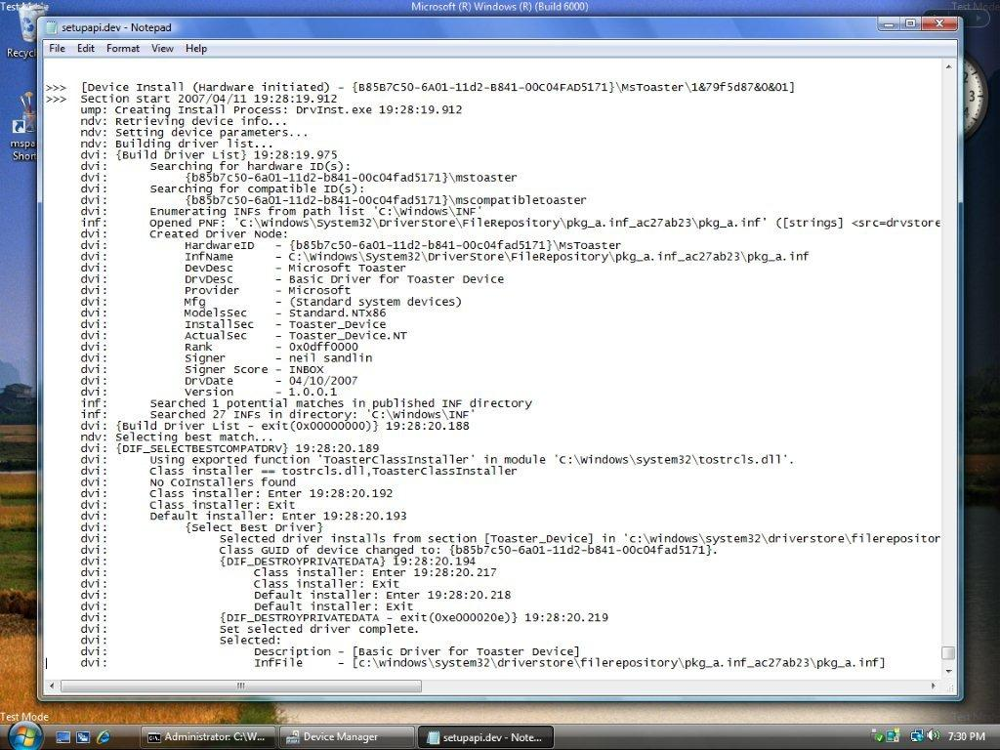 Test Mode
Microsoft (R) Windows (R) (Build 6000)
Test Mode
setupapi.dev - Notepad
File Edit Format View Help
>>> [Device Install (Hardware initiated) - {B85B7C50-6A01-11d2-B841-00C04FAD5171}\MsToaster\1&79f5d87&0&01]
>>> Section start 2007/04/11 19:28:19.912
ump: Creating Install Process: DrvInst.exe 19:28:19.912
ndv: Retrieving device info...
ndv: Setting device parameters...
ndv: Building driver list...
dvi: {Build Driver List} 19:28:19.975
dvi: Searching for hardware ID(s):
dvi: {b85b7c50-6a01-11d2-b841-00c04fad5171}\mstoaster
dvi: Searching for compatible ID(s):
dvi: {b85b7c50-6a01-11d2-b841-00c04fad5171}\mscompatibletoaster
dvi: Enumerating INFs from path list 'C:\Windows\INF'
inf: Opened PNF: 'C:\Windows\System32\DriverStore\FileRepository\pkg_a.inf_ac27ab23\pkg_a.inf' ([strings] <src=drvstore
dvi: Created Driver Node:
dvi: HardwareID - {b85b7c50-6a01-11d2-b841-00c04fad5171}\MsToaster
dvi: InfName - C:\Windows\System32\DriverStore\FileRepository\pkg_a.inf_ac27ab23\pkg_a.inf
dvi: DevDesc - Microsoft Toaster
dvi: DrvDesc - Basic Driver for Toaster Device
dvi: Provider - Microsoft
dvi: Mfg - (Standard system devices)
dvi: ModelsSec - Standard.NTx86
dvi: InstallSec - Toaster_Device
dvi: ActualSec - Toaster_Device.NT
dvi: Rank - 0x0dff0000
dvi: Signer - neil sandlin
dvi: Signer Score - INBOX
dvi: DrvDate - 04/10/2007
dvi: Version - 1.0.0.1
inf: Searched 1 potential matches in published INF directory
inf: Searched 27 INFs in directory: 'C:\Windows\INF'
dvi: {Build Driver List - exit(0x00000000)} 19:28:20.188
ndv: Selecting best match...
dvi: {DIF_SELECTBESTCOMPATDRV} 19:28:20.189
dvi: Using exported function 'ToasterClassInstaller' in module 'C:\Windows\system32\tostrcls.dll'.
dvi: Class installer == tostrcls.dll,ToasterClassInstaller
dvi: No CoInstallers found
dvi: Class installer: Enter 19:28:20.192
dvi: Class installer: Exit
dvi: Default installer: Enter 19:28:20.193
dvi: {Select Best Driver}
dvi: Selected driver installs from section [Toaster_Device] in 'c:\windows\system32\driverstore\filerepositor
dvi: Class GUID of device changed to: {b85b7c50-6a01-11d2-b841-00c04fad5171}.
dvi: {DIF_DESTROYPRIVATEDATA} 19:28:20.194
dvi: Class installer: Enter 19:28:20.217
dvi: Class installer: Exit
dvi: Default installer: Enter 19:28:20.218
dvi: Default installer: Exit
dvi: {DIF_DESTROYPRIVATEDATA - exit(0xe000020e)} 19:28:20.219
dvi: Set selected driver complete.
dvi: Selected:
dvi: Description - [Basic Driver for Toaster Device]
dvi: InfFile - [c:\windows\system32\driverstore\filerepository\pkg_a.inf_ac27ab23\pkg_a.inf]
Recyc
mspa
Shor
Test Mode
Administrator: C:\W...
Device Manager
setupapi.dev - Note...
7:30 PM